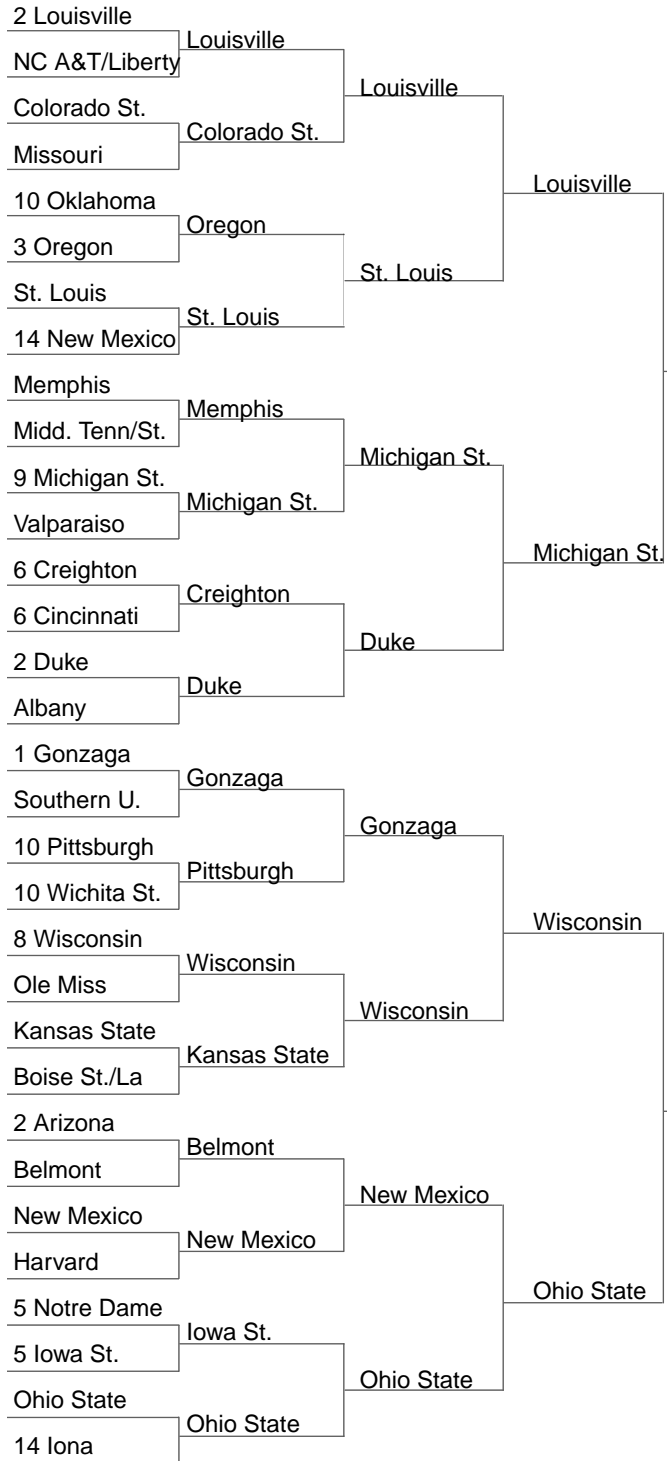 2 Louisville
NC A&T/Liberty
Colorado St.
Missouri
10 Oklahoma
3 Oregon
St. Louis
14 New Mexico
Memphis
Midd. Tenn/St.
9 Michigan St.
Valparaiso
6 Creighton
6 Cincinnati
2 Duke
Albany
1 Gonzaga
Southern U.
10 Pittsburgh
10 Wichita St.
8 Wisconsin
Ole Miss
Kansas State
Boise St./La
2 Arizona
Belmont
New Mexico
Harvard
5 Notre Dame
5 Iowa St.
Ohio State
14 Iona
Louisville
Colorado St.
Oregon
St. Louis
Memphis
Michigan St.
Creighton
Duke
Gonzaga
Pittsburgh
Wisconsin
Kansas State
Belmont
New Mexico
Iowa St.
Ohio State
Louisville
St. Louis
Michigan St.
Duke
Gonzaga
Wisconsin
New Mexico
Ohio State
Louisville
Michigan St.
Wisconsin
Ohio State